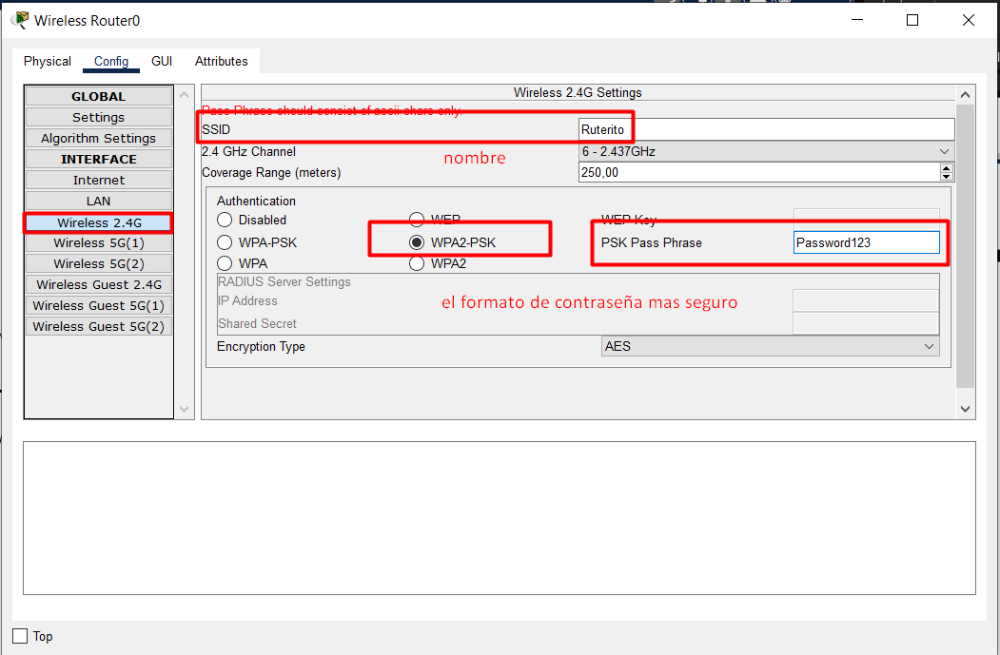 Wireless Router0
Physical Config GUI Attributes
GLOBAL
Settings
Algorithm Settings
INTERFACE
Internet
LAN
Wireless 2.4G
Wireless 5G(1)
Wireless 5G(2)
Wireless Guest 2.4G
Wireless Guest 5G(1)
Wireless Guest 5G(2)
Wireless 2.4G Settings
Pass Phrase should consist of ascii chars only.
SSID Ruterito
2.4 GHz Channel 6 - 2.437GHz
nombre
Coverage Range (meters) 250,00
Authentication
Disabled WEP WEP Key
WPA-PSK WPA2-PSK PSK Pass Phrase Password123
WPA WPA2
RADIUS Server Settings
IP Address
el formato de contraseña mas seguro
Shared Secret
Encryption Type AES
Top